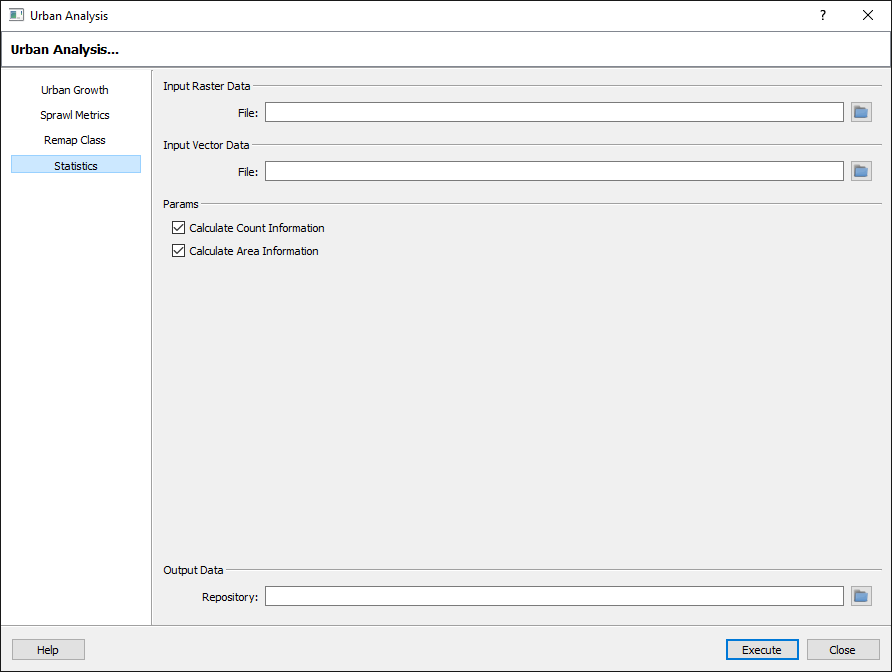 Urban Analysis
?
Urban Analysis...
Urban Growth
Sprawl Metrics
Remap Class
Statistics
Input Raster Data
File:
Input Vector Data
File:
Params
Calculate Count Information
Calculate Area Information
Output Data
Repository:
Help
Execute
Close